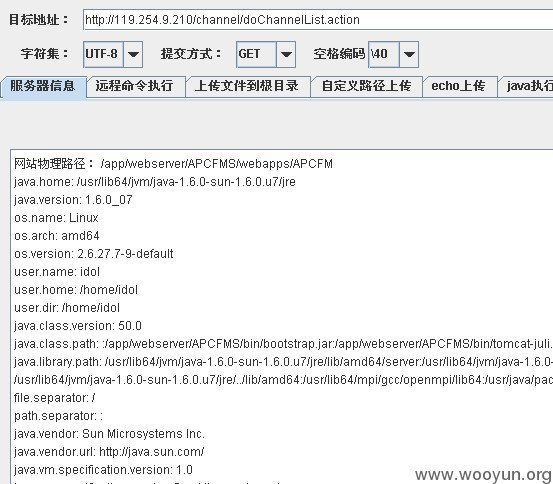 目标地址： http://119.254.9.210/channel/doChannelList.action
字符集： UTF-8 提交方式： GET 空格编码 \40
服务器信息 远程命令执行 上传文件到根目录 自定义路径上传 echo上传 java执行
网站物理路径： /app/webserver/APCFMS/webapps/APCFM
java.home: /usr/lib64/jvm/java-1.6.0-sun-1.6.0.u7/jre
java.version: 1.6.0_07
os.name: Linux
os.arch: amd64
os.version: 2.6.27.7-9-default
user.name: idol
user.home: /home/idol
user.dir: /home/idol
java.class.version: 50.0
java.class.path: :/app/webserver/APCFMS/bin/bootstrap.jar:/app/webserver/APCFMS/bin/tomcat-juli.
java.library.path: /usr/lib64/jvm/java-1.6.0-sun-1.6.0.u7/jre/lib/amd64/server:/usr/lib64/jvm/java-1.6.0-
/usr/lib64/jvm/java-1.6.0-sun-1.6.0.u7/jre/../lib/amd64:/usr/lib64/mpi/gcc/openmpi/lib64:/usr/java/pac
file.separator: /
path.separator: :
java.vendor: Sun Microsystems Inc.
java.vendor.url: http://java.sun.com/
java.vm.specification.version: 1.0
www.wooyun.org